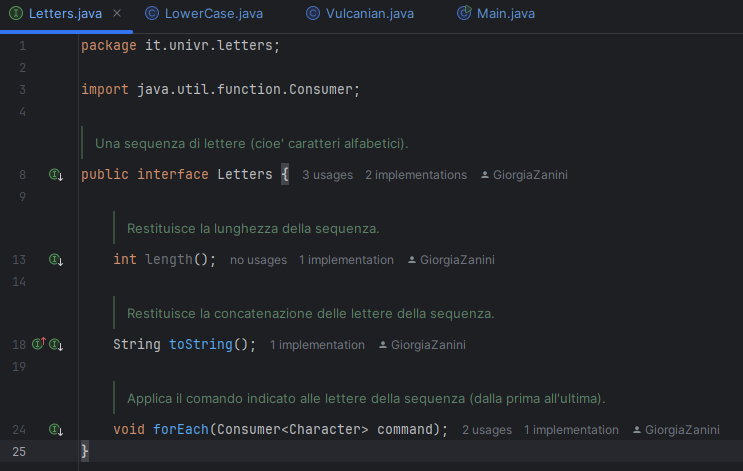 Letters.java × LowerCase.java Vulcanian.java Main.java
1 package it.univr.letters;
2
3 import java.util.function.Consumer;
4
Una sequenza di lettere (cioe' caratteri alfabetici).
8 public interface Letters { 3 usages 2 implementations GiorgiaZanini
9
Restituisce la lunghezza della sequenza.
13 int length(); no usages 1 implementation GiorgiaZanini
14
Restituisce la concatenazione delle lettere della sequenza.
18 String toString(); 1 implementation GiorgiaZanini
19
Applica il comando indicato alle lettere della sequenza (dalla prima all'ultima).
24 void forEach(Consumer<Character> command); 2 usages 1 implementation GiorgiaZanini
25 }